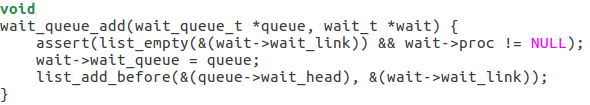 void
wait_queue_add(wait_queue_t *queue, wait_t *wait) {
    assert(list_empty(&(wait->wait_link)) && wait->proc != NULL);
    wait->wait_queue = queue;
    list_add_before(&(queue->wait_head), &(wait->wait_link));
}